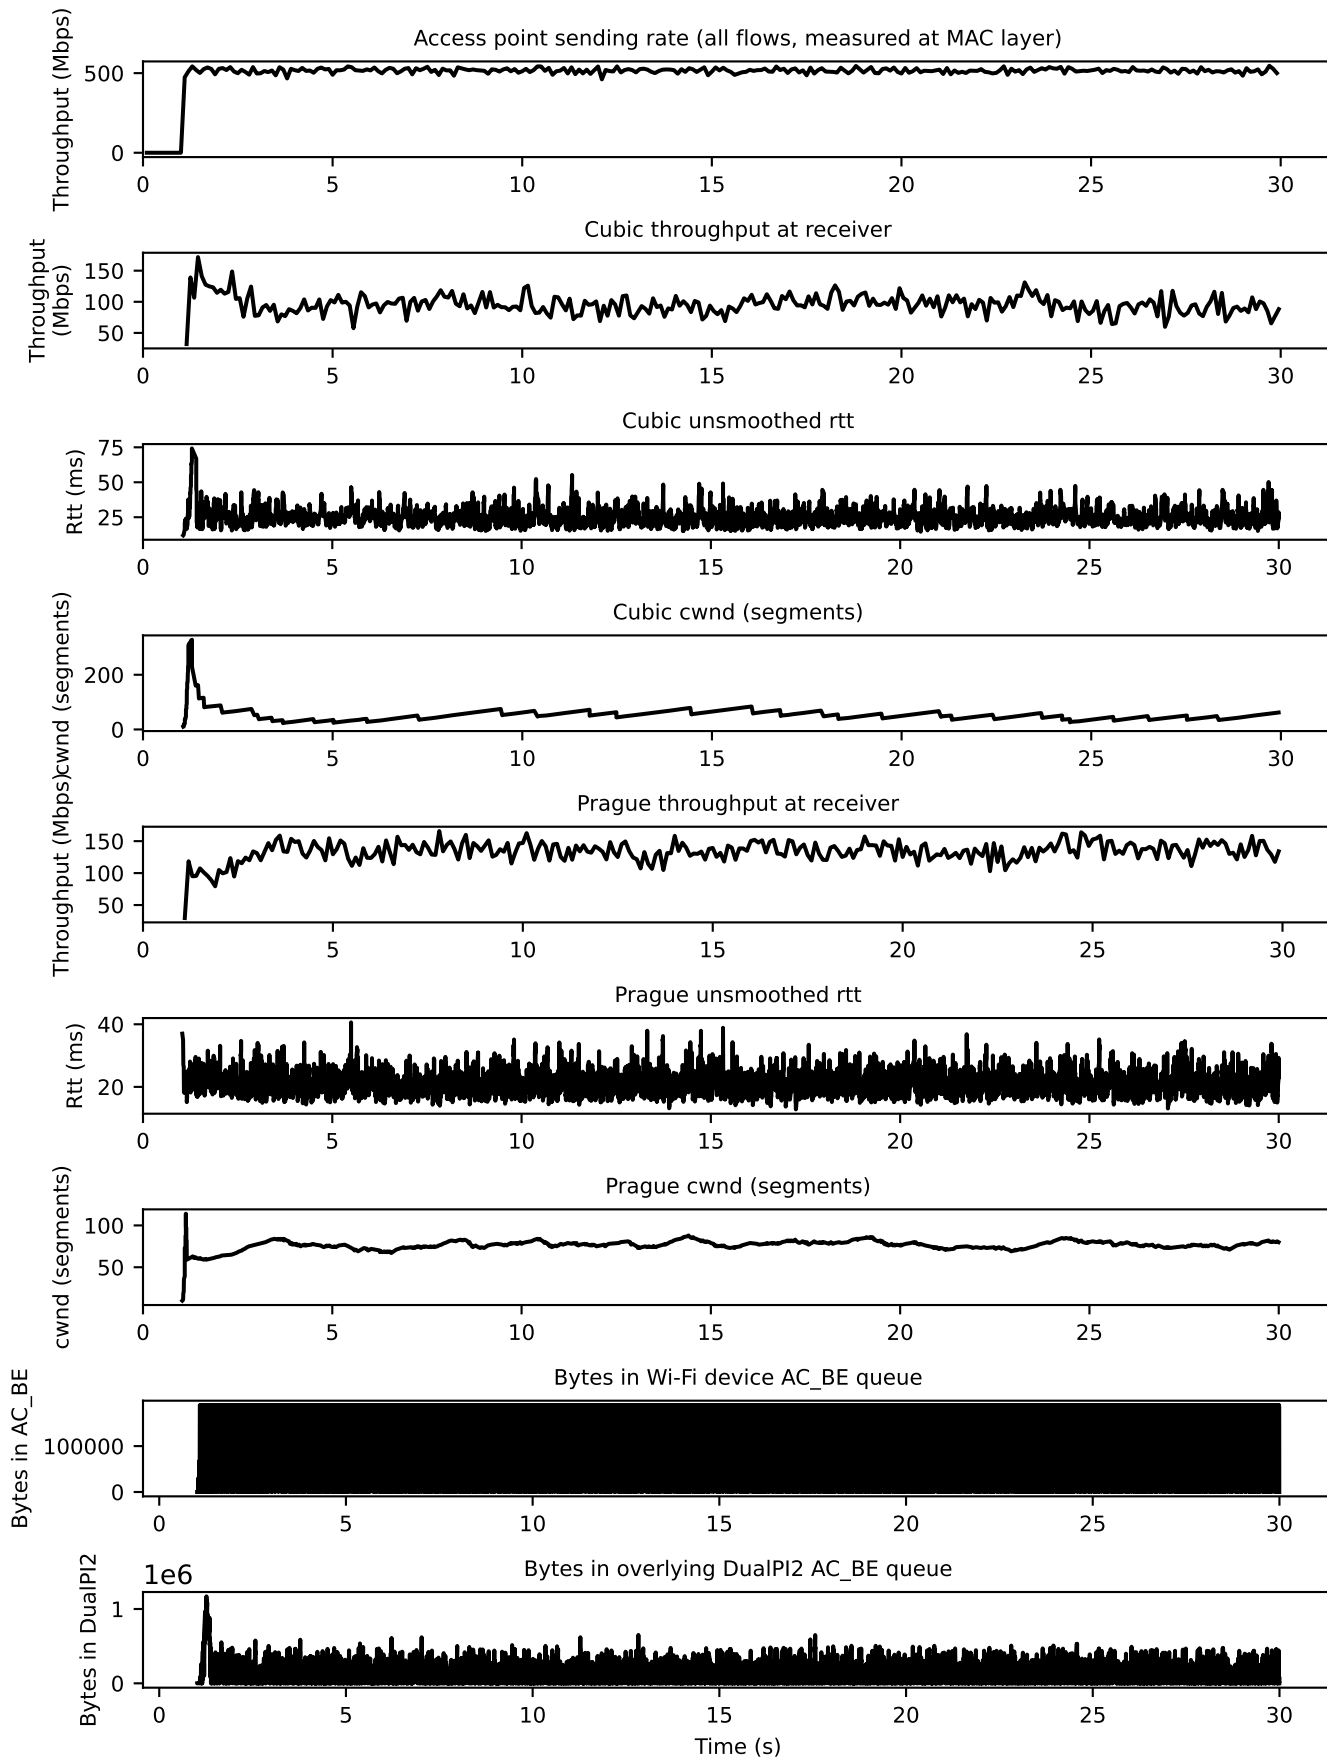 Access point sending rate (all flows, measured at MAC layer)
Throughput (Mbps)
500
0
0 5 10 15 20 25 30
Cubic throughput at receiver
Throughput
(Mbps)
150
100
50
0 5 10 15 20 25 30
Cubic unsmoothed rtt
Rtt (ms)
75
50
25
0 5 10 15 20 25 30
Cubic cwnd (segments)
cwnd (segments)
200
0
0 5 10 15 20 25 30
Prague throughput at receiver
Throughput (Mbps)
150
100
50
0 5 10 15 20 25 30
Prague unsmoothed rtt
Rtt (ms)
40
20
0 5 10 15 20 25 30
Prague cwnd (segments)
cwnd (segments)
100
50
0 5 10 15 20 25 30
Bytes in Wi-Fi device AC_BE queue
Bytes in AC_BE
100000
0
0 5 10 15 20 25 30
Bytes in overlying DualPI2 AC_BE queue
1e6
Bytes in DualPI2
1
0
0 5 10 15 20 25 30
Time (s)